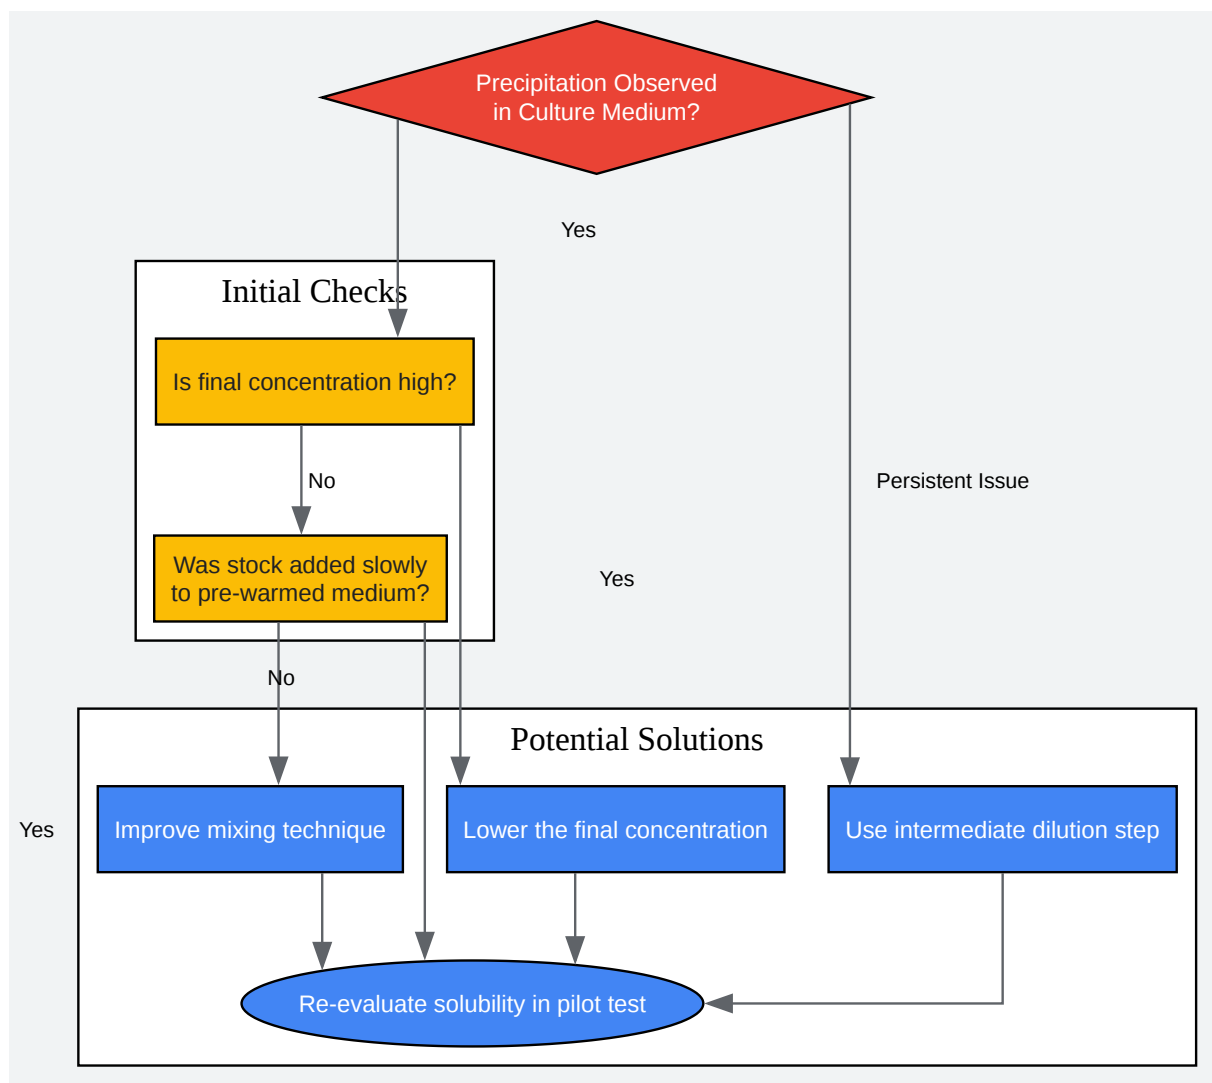 Precipitation Observed
in Culture Medium?
Yes
Initial Checks
Is final concentration high?
No
Persistent Issue
Was stock added slowly
to pre-warmed medium?
Yes
No
Potential Solutions
Yes
Improve mixing technique
Lower the final concentration
Use intermediate dilution step
Re-evaluate solubility in pilot test